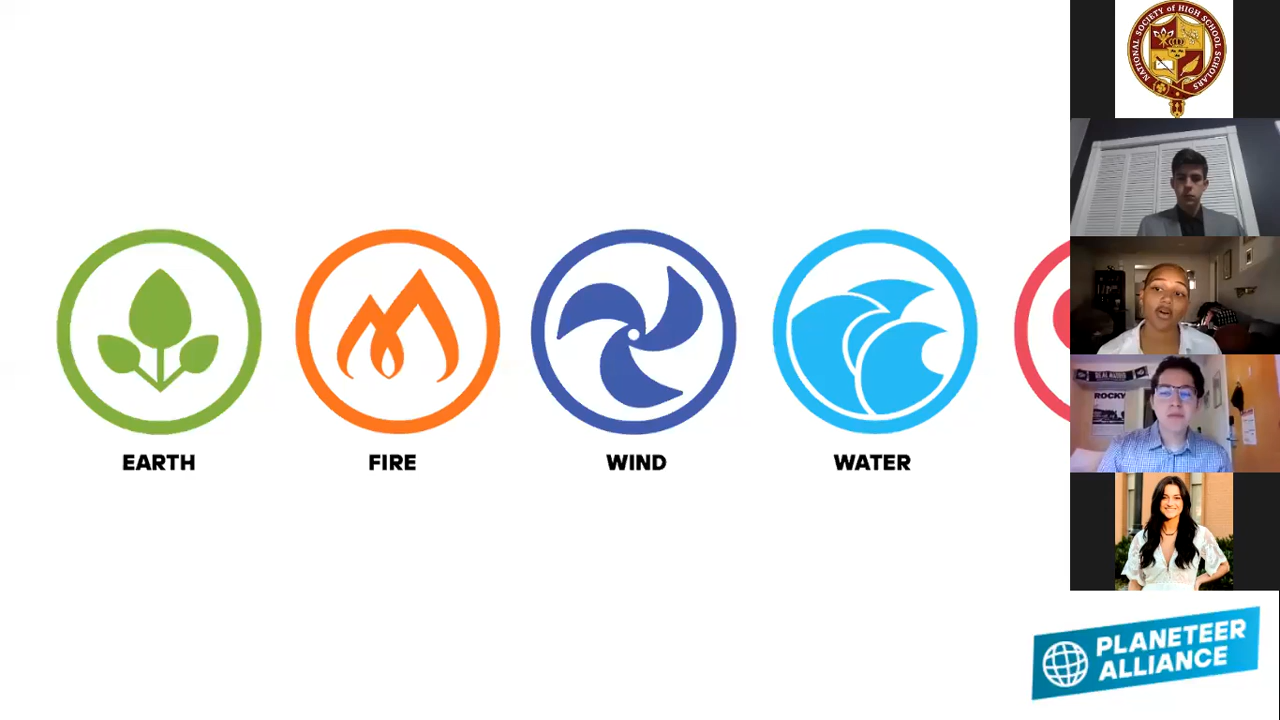 NATIONAL SOCIETY of HIGH SCHOOL SCHOLARS
EARTH
FIRE
WIND
WATER
ROCKY
PLANETEER
ALLIANCE